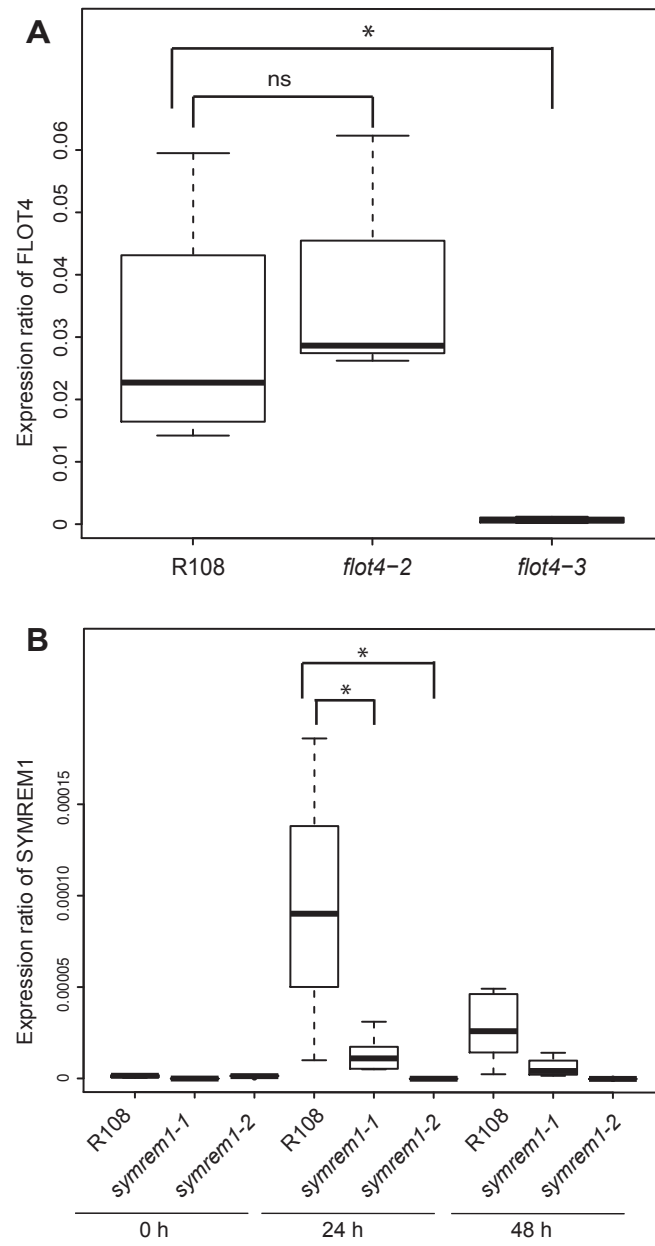 A
*
ns
Expression ratio of FLOT4
0.06
0.05
0.04
0.03
0.02
0.01
0
R108 flot4-2 flot4-3
B
*
*
Expression ratio of SYMREM1
0.00015
0.00010
0.00005
0
R108 symrem1-1 symrem1-2 R108 symrem1-1 symrem1-2 R108 symrem1-1 symrem1-2
0 h 24 h 48 h